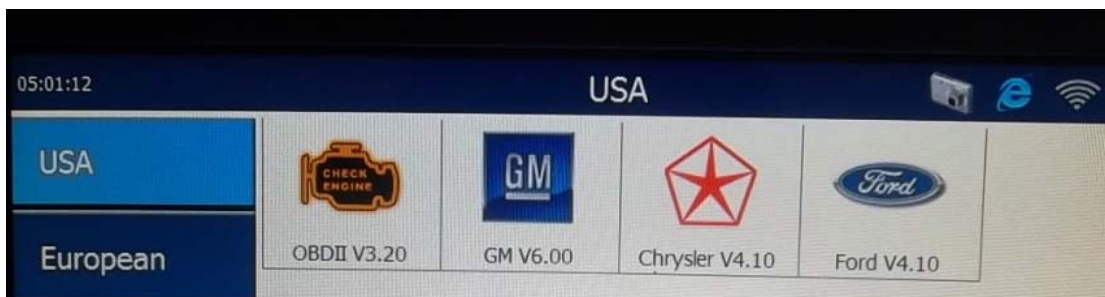 05:01:12
USA
USA
European
CHECK
ENGINE
OBDII V3.20
GM
GM V6.00
Chrysler V4.10
Ford
Ford V4.10